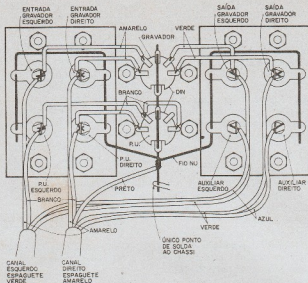 ENTRADA
GRAVADOR
ESQUERDO
ENTRADA
GRAVADOR
DIREITO
SAÍDA
GRAVADOR
ESQUERDO
SAÍDA
GRAVADOR
DIREITO
AMARELO
GRAVADOR
VERDE
BRANCO
DIN
P.U.
P.U.
DIREITO
FIO NU
P.U.
ESQUERDO
BRANCO
PRETO
AUXILIAR
ESQUERDO
AUXILIAR
DIREITO
AZUL
VERDE
AMARELO
CANAL
ESQUERDO
ESPAGUETE
VERDE
CANAL
DIREITO
ESPAGUETE
AMARELO
ÚNICO PONTO
DE SOLDA
AO CHASSI